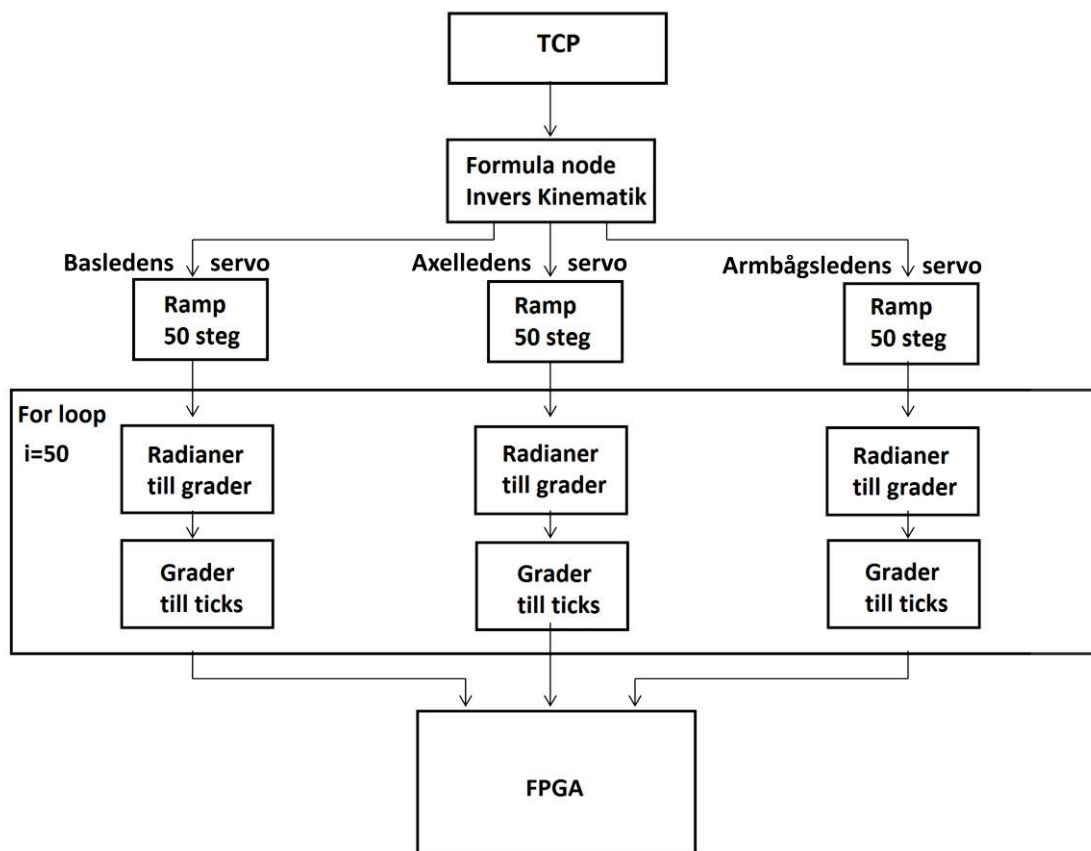 TCP
Formula node
Invers Kinematik
Basledens servo
Axelledens servo
Armbågsledens servo
Ramp
50 steg
Ramp
50 steg
Ramp
50 steg
For loop
i=50
Radianer
till grader
Radianer
till grader
Radianer
till grader
Grader
till ticks
Grader
till ticks
Grader
till ticks
FPGA